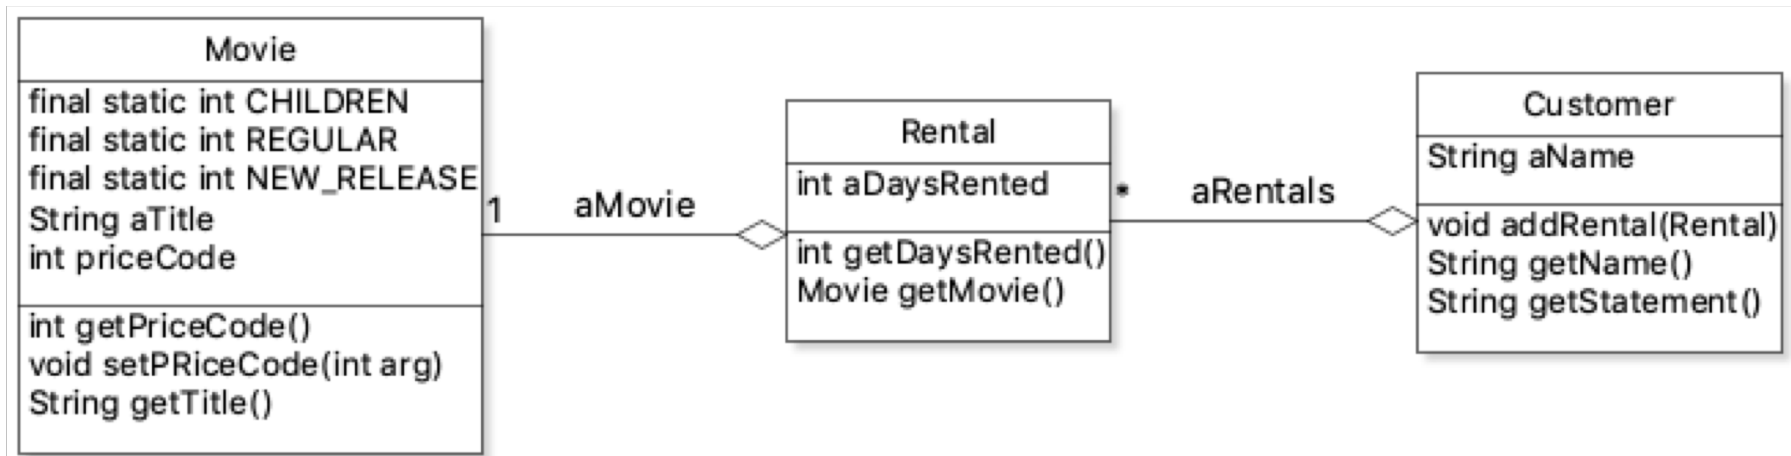 Movie
final static int CHILDREN
final static int REGULAR
final static int NEW_RELEASE
String aTitle
int priceCode
int getPriceCode()
void setPRiceCode(int arg)
String getTitle()
1
aMovie
Rental
int aDaysRented
int getDaysRented()
Movie getMovie()
*
aRentals
Customer
String aName
void addRental(Rental)
String getName()
String getStatement()